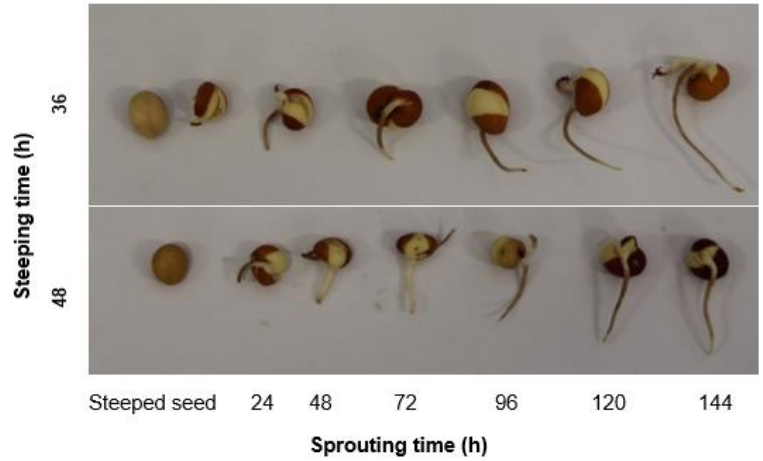 Steeping time (h)
36
48
Steeped seed 24 48 72 96 120 144
Sprouting time (h)